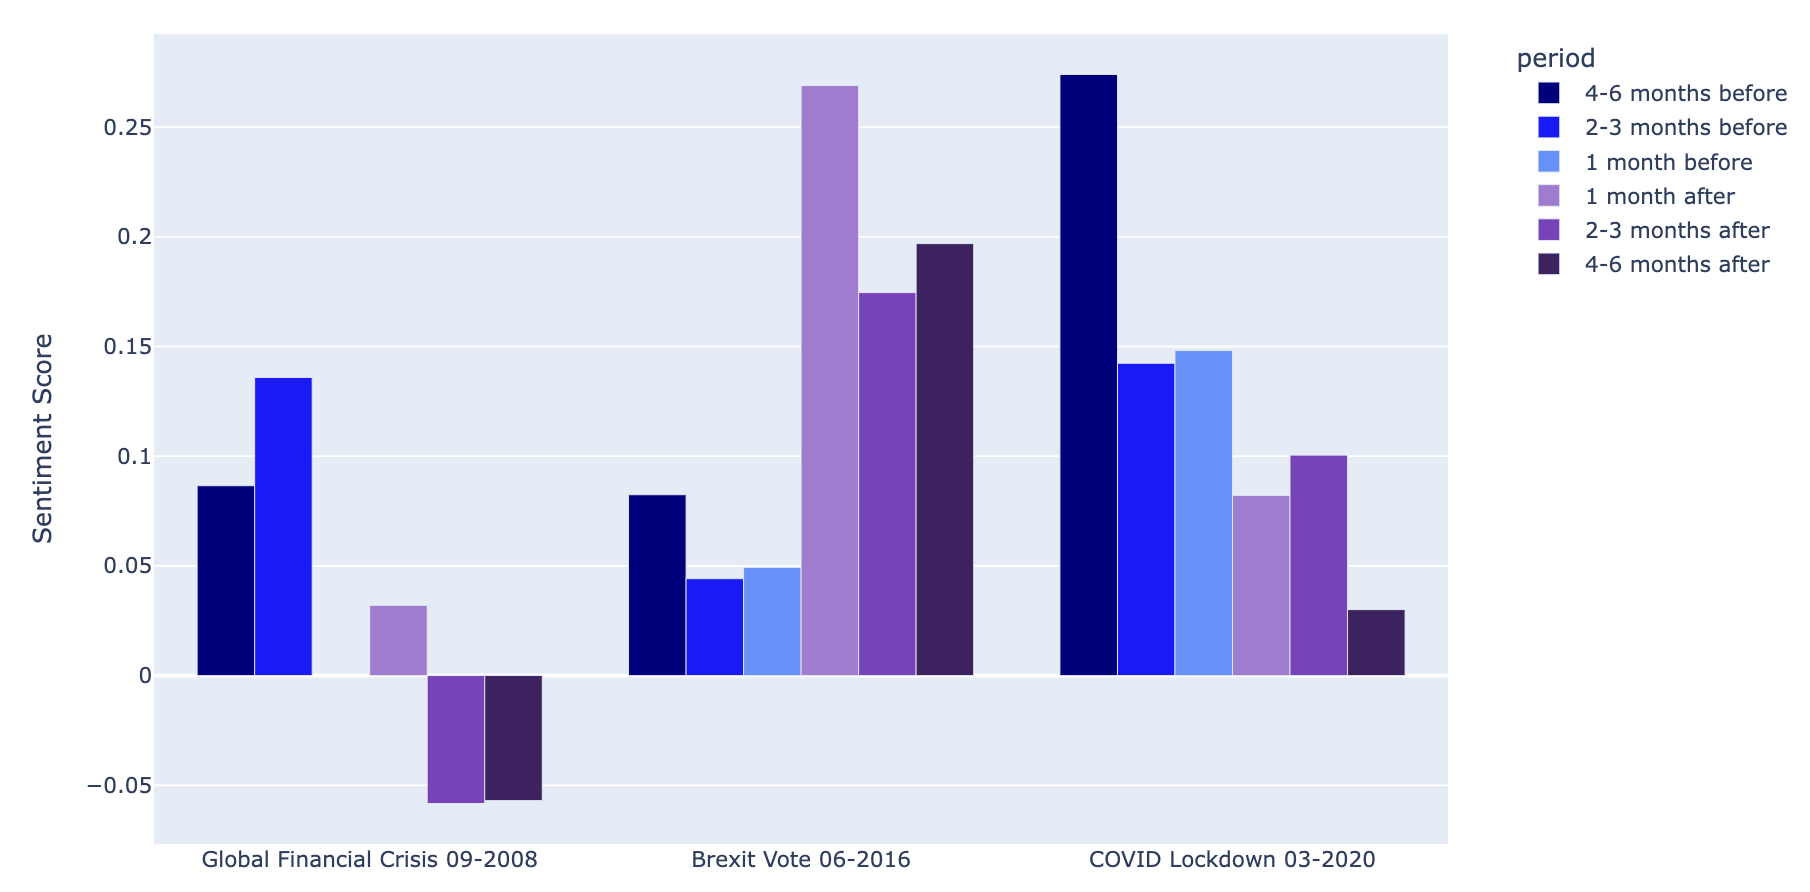 period
4-6 months before
2-3 months before
1 month before
1 month after
2-3 months after
4-6 months after
Sentiment Score
0.25
0.2
0.15
0.1
0.05
0
−0.05
Global Financial Crisis 09-2008
Brexit Vote 06-2016
COVID Lockdown 03-2020